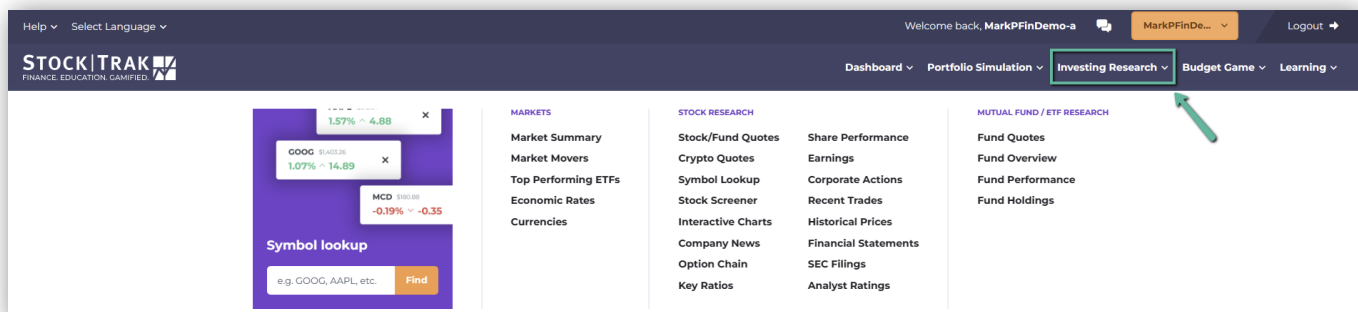 Help Select Language Welcome back, MarkPFinDemo-a MarkPFinDe... Logout
STOCK|TRAK
FINANCE. EDUCATION. GAMIFIED.
Dashboard Portfolio Simulation Investing Research Budget Game Learning
1.57% 4.88 ×
GOOG $1,403.26
1.07% 14.89 ×
MCD $180.88
-0.19% -0.35
Symbol lookup
e.g. GOOG, AAPL, etc. Find
MARKETS
Market Summary
Market Movers
Top Performing ETFs
Economic Rates
Currencies
STOCK RESEARCH
Stock/Fund Quotes
Crypto Quotes
Symbol Lookup
Stock Screener
Interactive Charts
Company News
Option Chain
Key Ratios
Share Performance
Earnings
Corporate Actions
Recent Trades
Historical Prices
Financial Statements
SEC Filings
Analyst Ratings
MUTUAL FUND / ETF RESEARCH
Fund Quotes
Fund Overview
Fund Performance
Fund Holdings